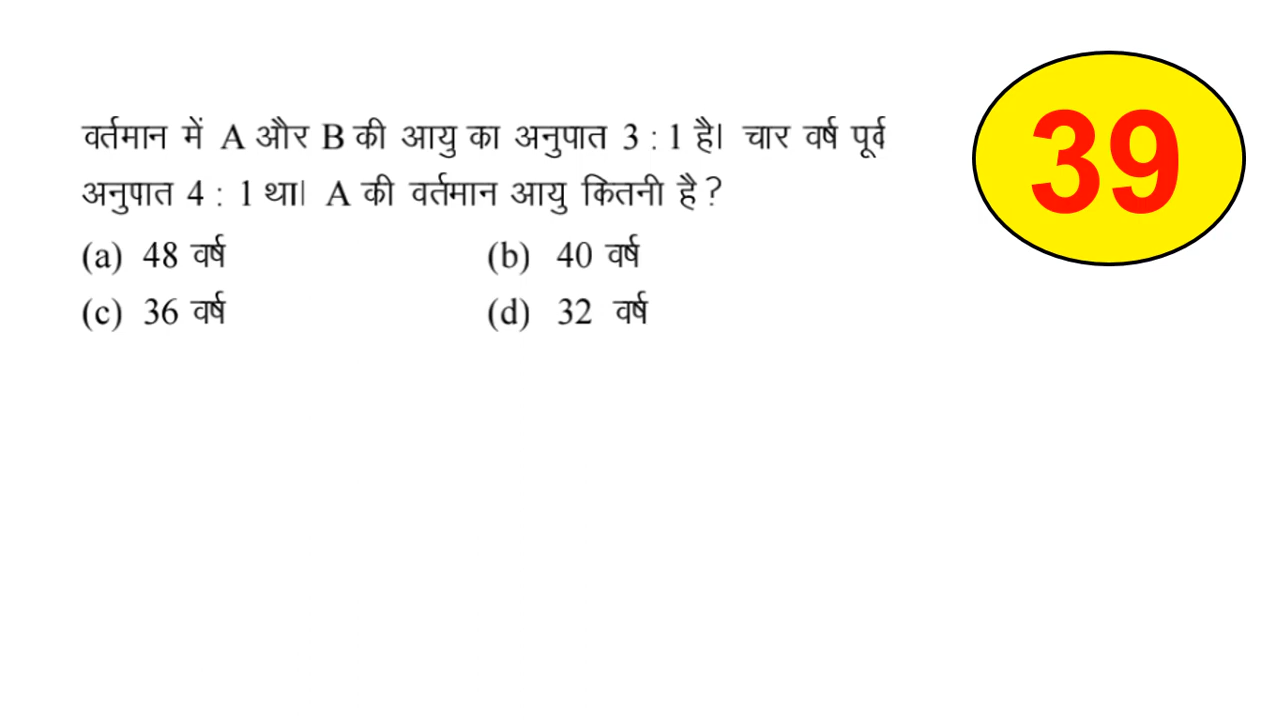 वर्तमान में A और B की आयु का अनुपात 3 : 1 है। चार वर्ष पूर्व
अनुपात 4 : 1 था। A की वर्तमान आयु कितनी है ?
(a) 48 वर्ष (b) 40 वर्ष
(c) 36 वर्ष (d) 32 वर्ष
39